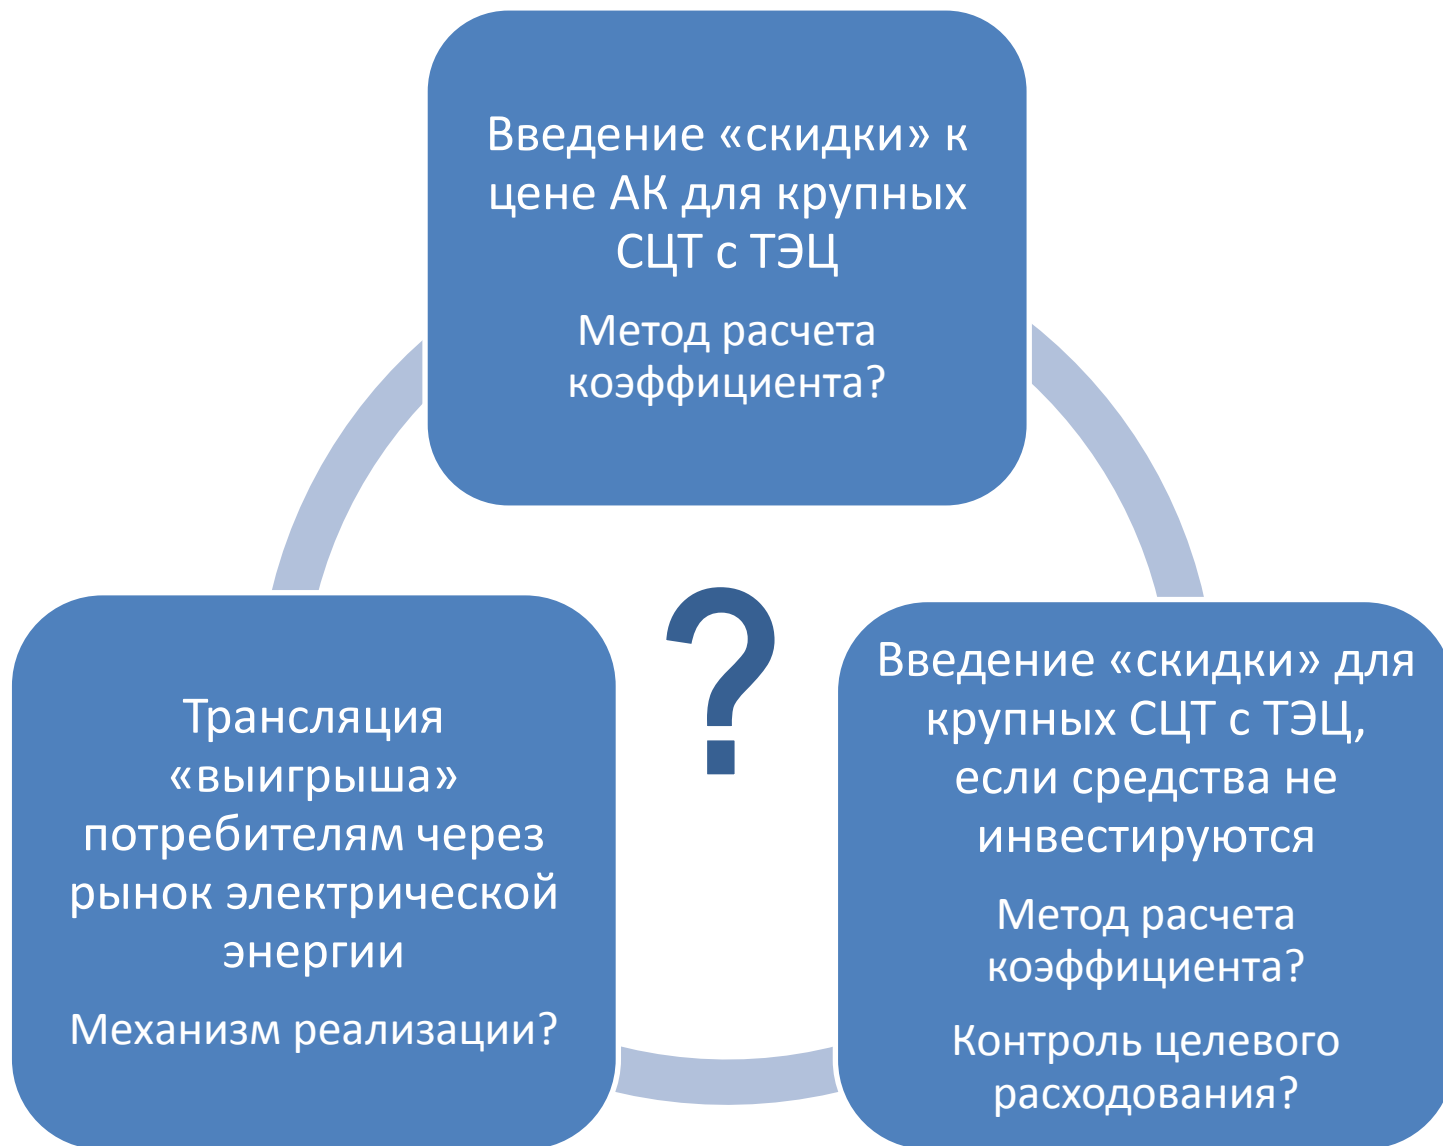 Введение «скидки» к
цене АК для крупных
СЦТ с ТЭЦ
Метод расчета
коэффициента?
?
Трансляция
«выигрыша»
потребителям через
рынок электрической
энергии
Механизм реализации?
Введение «скидки» для
крупных СЦТ с ТЭЦ,
если средства не
инвестируются
Метод расчета
коэффициента?
Контроль целевого
расходования?